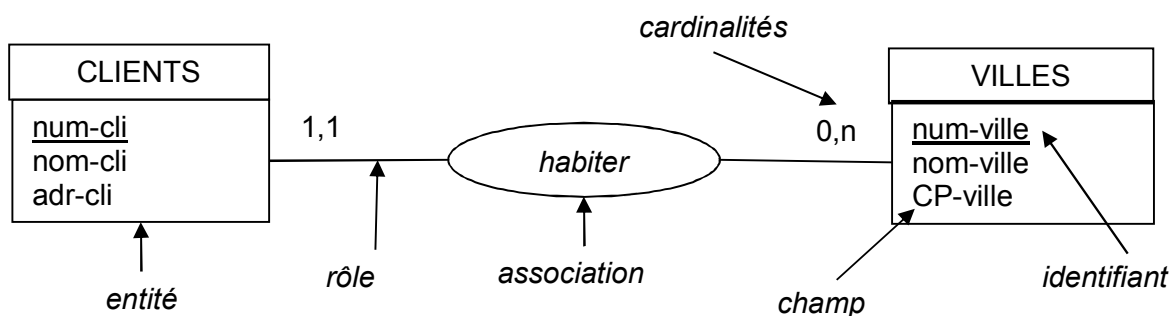 cardinalités
CLIENTS
VILLES
num-cli
nom-cli
adr-cli
1,1
habiter
0,n
num-ville
nom-ville
CP-ville
entité
rôle
association
champ
identifiant